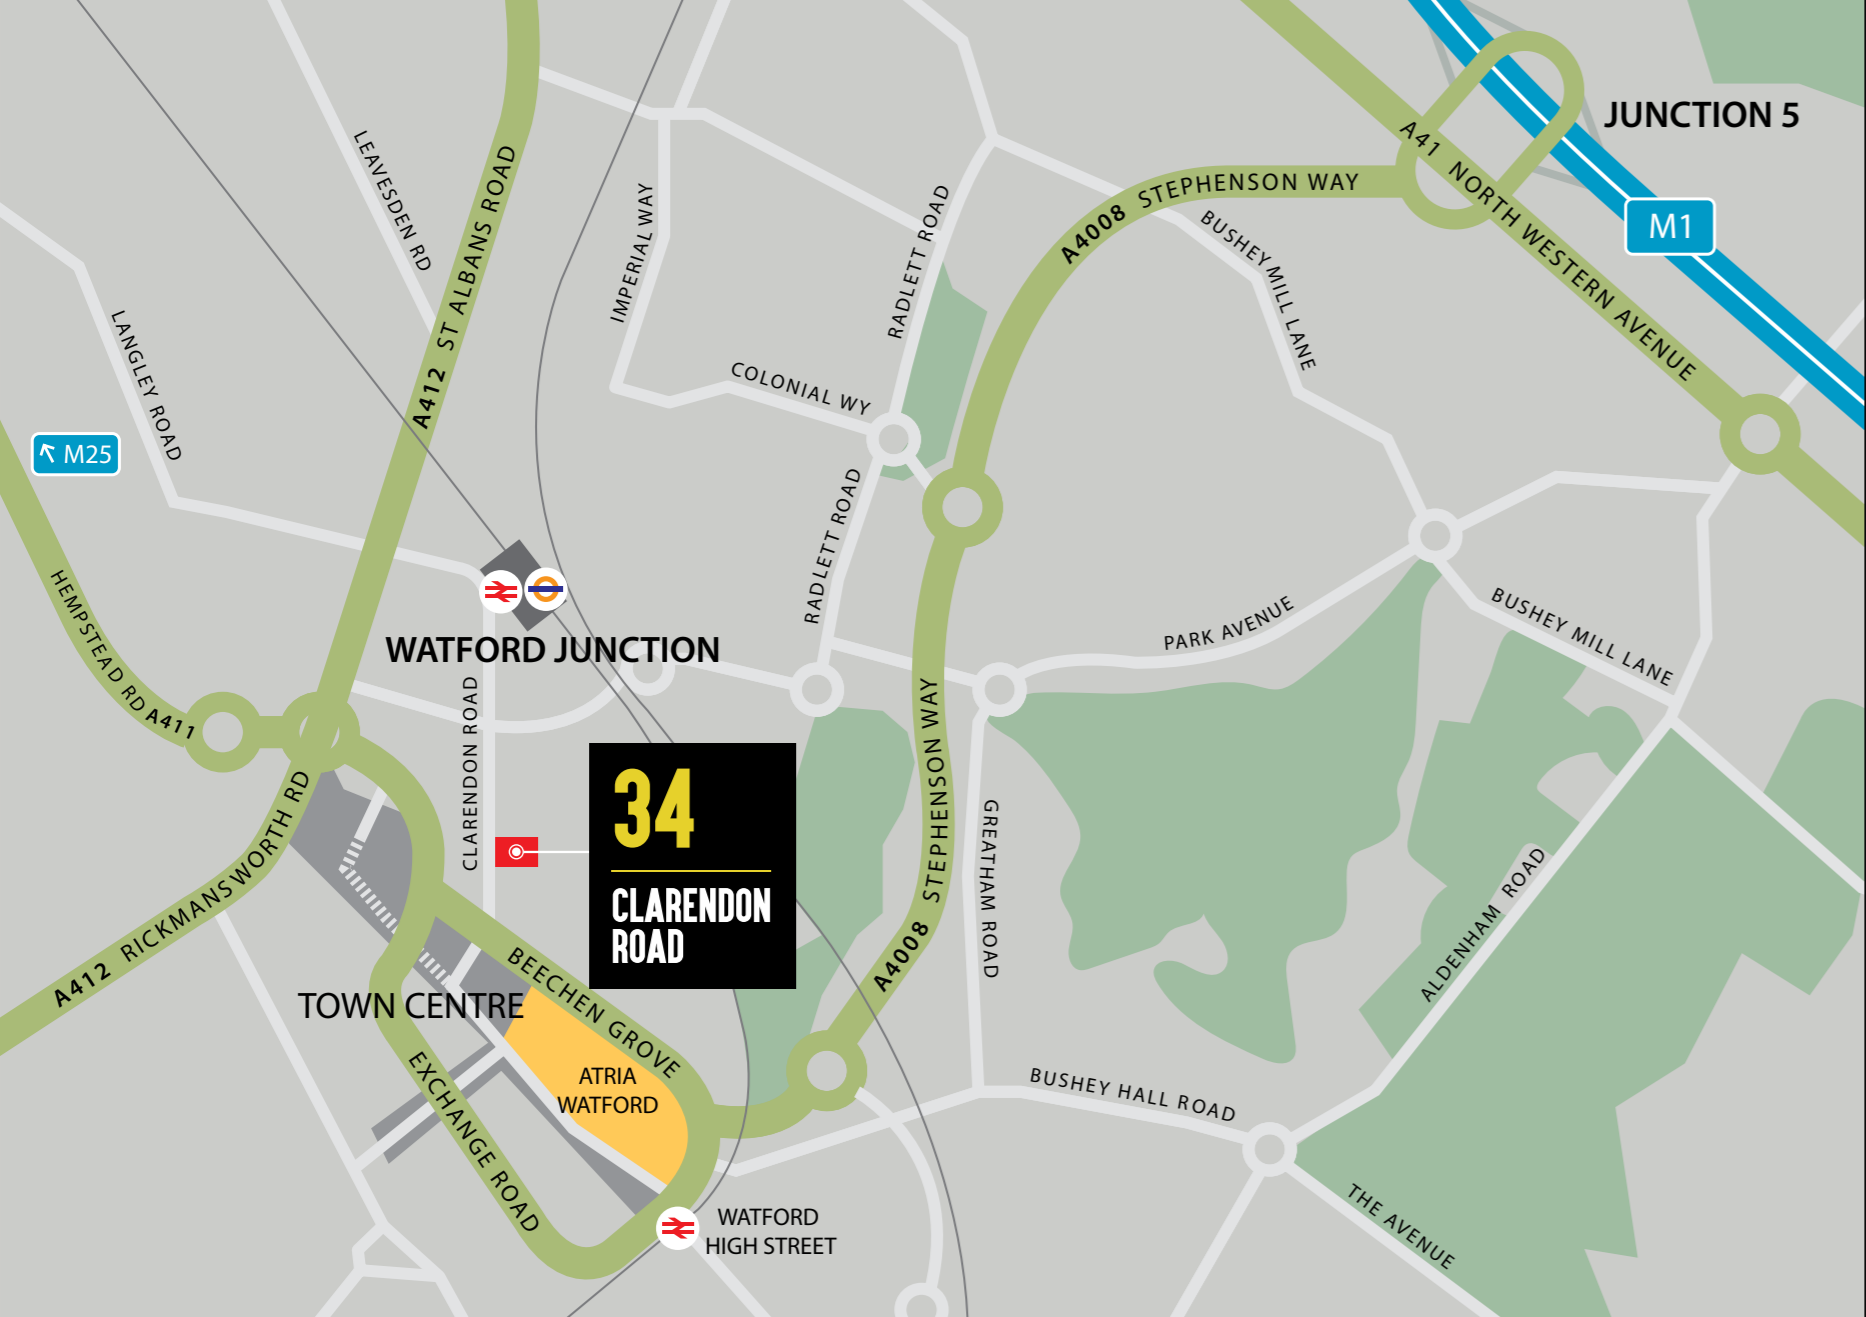 JUNCTION 5
M1
A41 NORTH WESTERN AVENUE
A4008 STEPHENSON WAY
BUSHEY MILL LANE
LEAVESDEN RD
A412 ST ALBANS ROAD
IMPERIAL WAY
RADLETT ROAD
LANGLEY ROAD
COLONIAL WY
M25
RADLETT ROAD
HEMPSTEAD RD A411
WATFORD JUNCTION
PARK AVENUE
BUSHEY MILL LANE
CLARENDON ROAD
34
CLARENDON
ROAD
A4008 STEPHENSON WAY
GREATHAM ROAD
ALDENHAM ROAD
A412 RICKMANSWORTH RD
TOWN CENTRE
BEECHEN GROVE
ATRIA
WATFORD
EXCHANGE ROAD
BUSHEY HALL ROAD
WATFORD
HIGH STREET
THE AVENUE